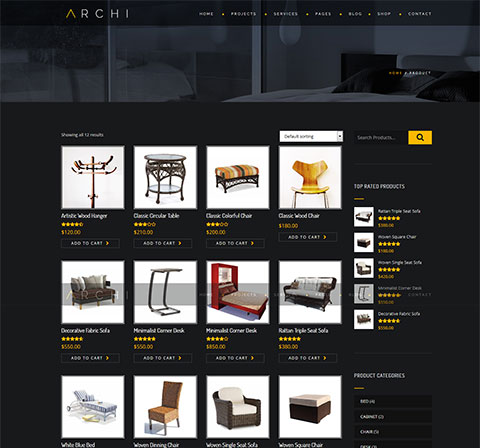 ARCHI
HOME PROJECTS SERVICES PAGES BLOG SHOP CONTACT
HOME / PRODUCT
Showing all 12 results
Default sorting
Search Products...
Artistic Wood Hanger
$120.00
ADD TO CART
Classic Circular Table
$210.00
ADD TO CART
Classic Colorful Chair
$200.00
ADD TO CART
Classic Wood Chair
$180.00
ADD TO CART
TOP RATED PRODUCTS
Rattan Triple Seat Sofa
$380.00
Woven Square Chair
$180.00
Woven Single Seat Sofa
$420.00
Minimalist Corner Desk
$550.00
Decorative Fabric Sofa
$550.00
ARCHI
HOME PROJECTS
CONTACT
Decorative Fabric Sofa
$550.00
ADD TO CART
Minimalist Corner Desk
$550.00
ADD TO CART
Minimalist Corner Desk
$850.00
ADD TO CART
Rattan Triple Seat Sofa
$380.00
ADD TO CART
PRODUCT CATEGORIES
BED (4)
CABINET (2)
CHAIR (5)
White Blue Bed
Woven Dinning Chair
Woven Single Seat Sofa
Woven Square Chair